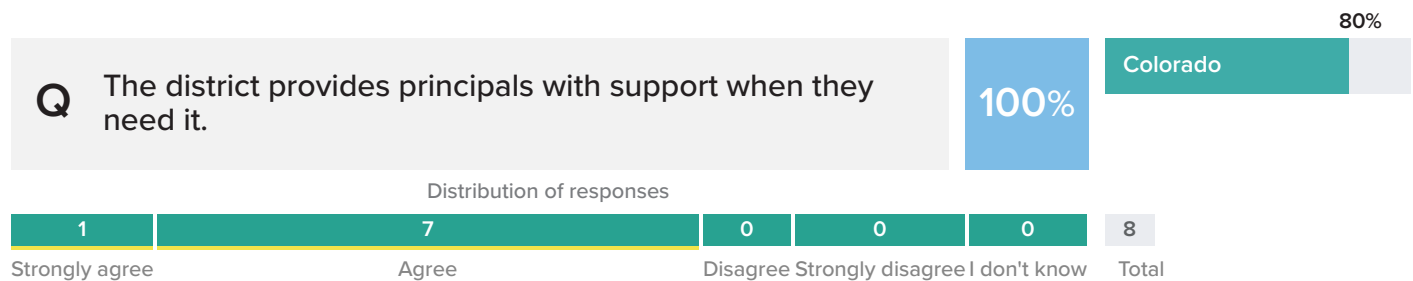 80%
Q
The district provides principals with support when they
need it.
100%
Colorado
Distribution of responses
1 7 0 0 0 8
Strongly agree Agree Disagree Strongly disagree I don't know Total